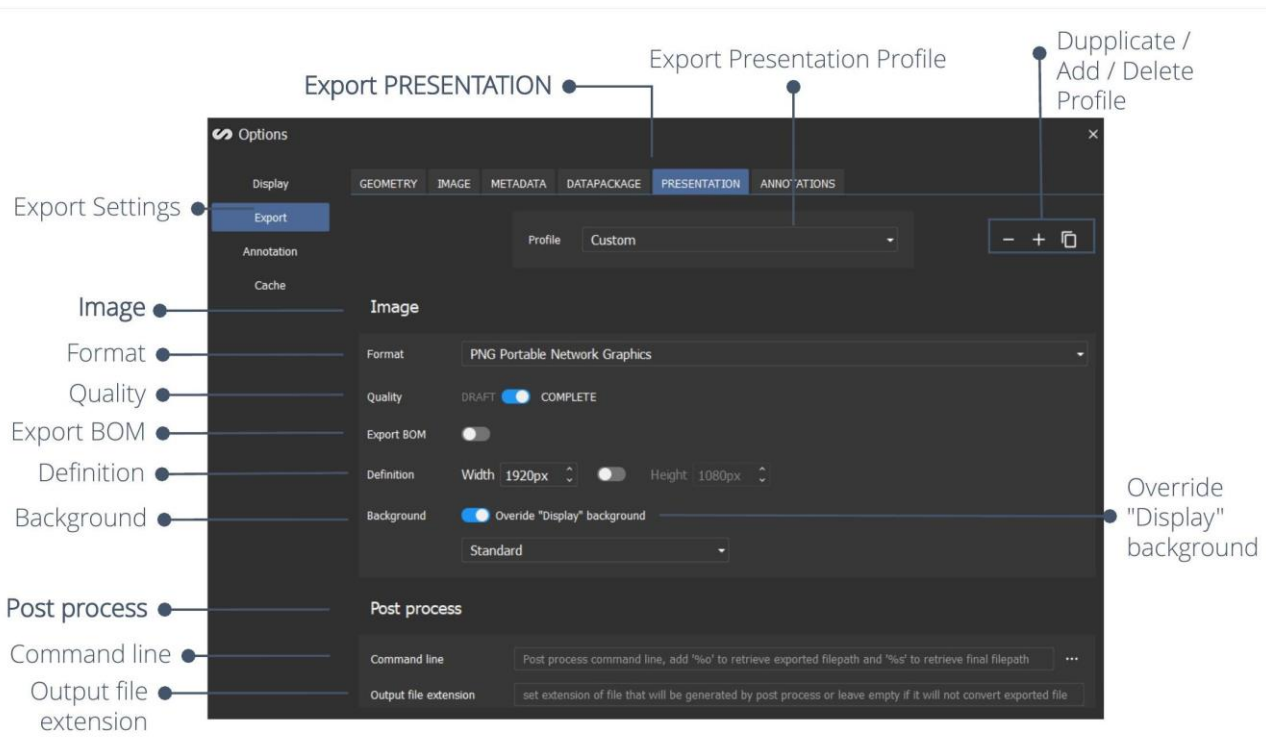 Dupplicate /
Add / Delete
Profile
Export Presentation Profile
Export PRESENTATION
Options
×
Display
GEOMETRY IMAGE METADATA DATAPACKAGE PRESENTATION ANNOTATIONS
Export Settings
Export
Profile Custom
− +
Annotation
Cache
Image
Image
Format
Format PNG Portable Network Graphics
Quality
Quality DRAFT COMPLETE
Export BOM
Export BOM
Definition
Definition Width 1920px Height 1080px
Background
Background Overide "Display" background
Override
"Display"
background
Standard
Post process
Post process
Command line
Command line Post process command line, add '%o' to retrieve exported filepath and '%s' to retrieve final filepath ...
Output file
extension
Output file extension set extension of file that will be generated by post process or leave empty if it will not convert exported file